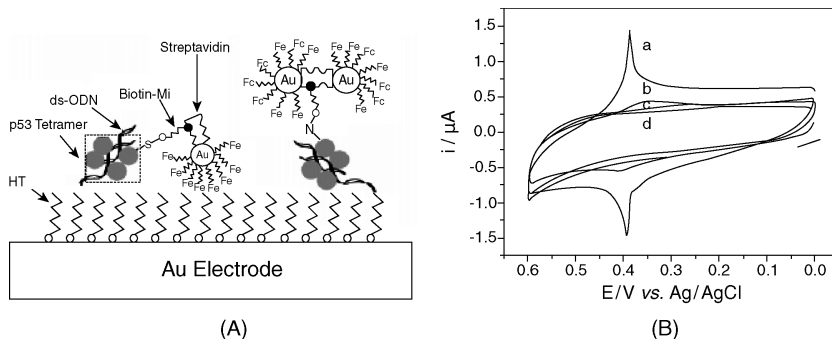 Streptavidin
ds-ODN
Biotin-Mi
p53 Tetramer
HT
S
O
Au
Fe
Fe
Fe
Fe
Fe
Fe
Fe
Fe
Fc
Fe
Fc
Fc
Fc
Fc
Au
Au
Fe
Fc
Fe
Fe
Fc
Fc
O
N
Au Electrode
(A)
1.5
1.0
0.5
0.0
-0.5
-1.0
-1.5
i / µA
a
b
c
d
0.6 0.5 0.4 0.3 0.2 0.1 0.0
E/V vs. Ag/AgCl
(B)